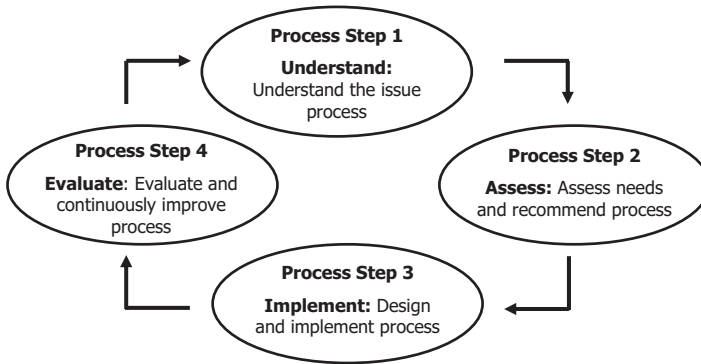 Process Step 1
Understand:
Understand the issue
process
Process Step 2
Assess: Assess needs
and recommend process
Process Step 3
Implement: Design
and implement process
Process Step 4
Evaluate: Evaluate and
continuously improve
process